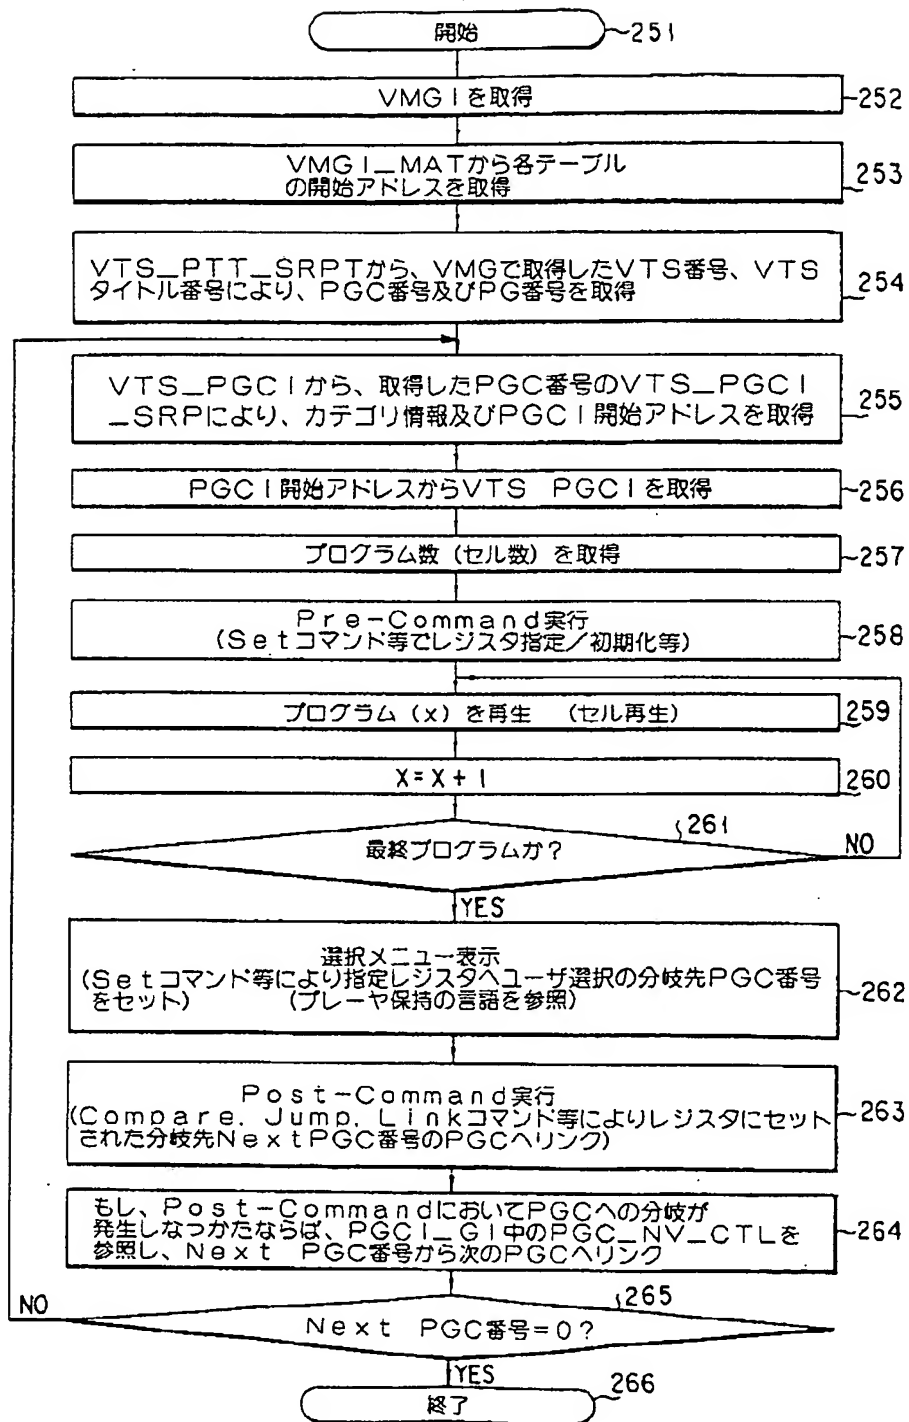 開始
251
VMGIを取得
252
VMGI_MATから各テーブル
の開始アドレスを取得
253
VTS_PTT_SRPTから、VMGで取得したVTS番号、VTS
タイトル番号により、PGC番号及びPG番号を取得
254
VTS_PGCIから、取得したPGC番号のVTS_PGCI
_SRPにより、カテゴリ情報及びPGCI開始アドレスを取得
255
PGCI開始アドレスからVTS PGCIを取得
256
プログラム数(セル数)を取得
257
Pre-Command実行
(Setコマンド等でレジスタ指定/初期化等)
258
プログラム(x)を再生 (セル再生)
259
X=X+1
260
261
最終プログラムか?
NO
YES
選択メニュー表示
(Setコマンド等により指定レジスタへユーザ選択の分岐先PGC番号
をセット) (プレーヤ保持の言語を参照)
262
Post-Command実行
(Compare, Jump, Linkコマンド等によりレジスタにセット
された分岐先NextPGC番号のPGCへリンク)
263
もし、Post-CommandにおいてPGCへの分岐が
発生しなつかたならば、PGCI_GI中のPGC_NV_CTLを
参照し、Next PGC番号から次のPGCへリンク
264
265
NO
Next PGC番号=0?
YES
266
終了